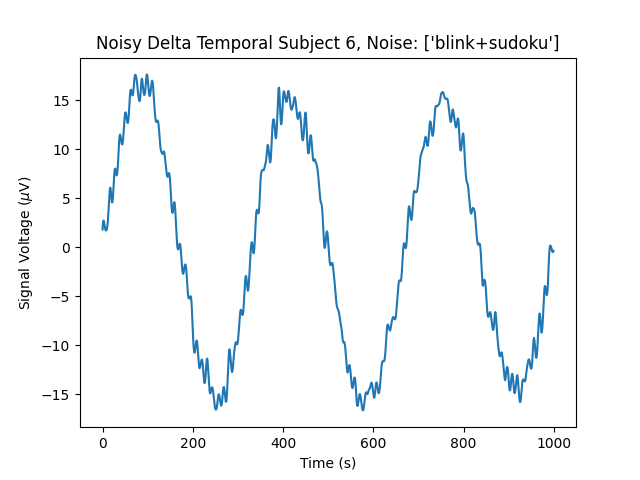 Noisy Delta Temporal Subject 6, Noise: ['blink+sudoku']
Signal Voltage (μV)
15
10
5
0
−5
−10
−15
0 200 400 600 800 1000
Time (s)